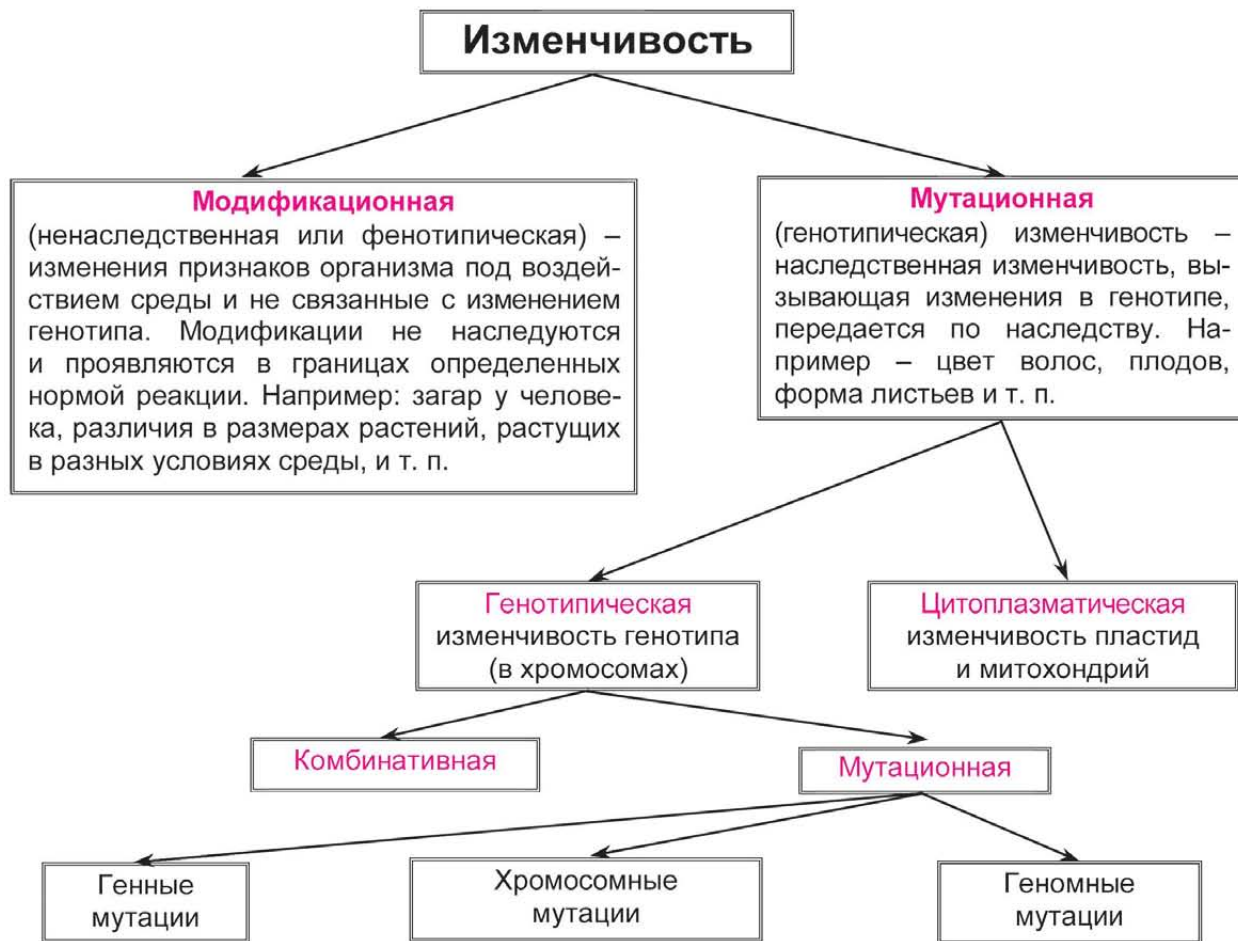 Изменчивость
Модификационная
(ненаследственная или фенотипическая) –
изменения признаков организма под воздей-
ствием среды и не связанные с изменением
генотипа. Модификации не наследуются
и проявляются в границах определенных
нормой реакции. Например: загар у челове-
ка, различия в размерах растений, растущих
в разных условиях среды, и т. п.
Мутационная
(генотипическая) изменчивость –
наследственная изменчивость, вы-
зывающая изменения в генотипе,
передается по наследству. На-
пример – цвет волос, плодов,
форма листьев и т. п.
Генотипическая
изменчивость генотипа
(в хромосомах)
Цитоплазматическая
изменчивость пластид
и митохондрий
Комбинативная
Мутационная
Генные
мутации
Хромосомные
мутации
Геномные
мутации